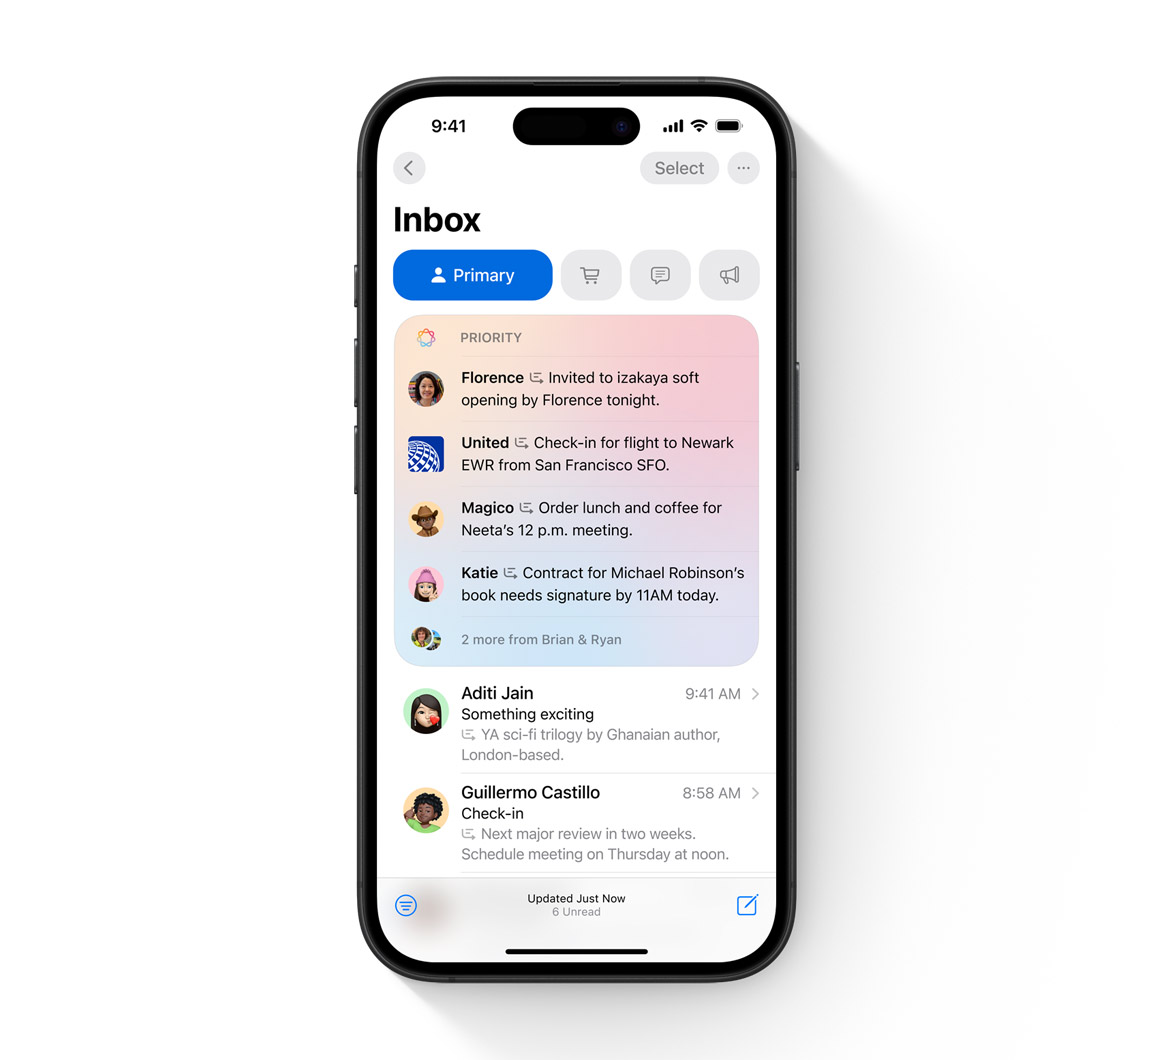 9:41
Select
Inbox
Primary
PRIORITY
Florence Invited to izakaya soft
opening by Florence tonight.
United Check-in for flight to Newark
EWR from San Francisco SFO.
Magico Order lunch and coffee for
Neeta’s 12 p.m. meeting.
Katie Contract for Michael Robinson’s
book needs signature by 11AM today.
2 more from Brian & Ryan
Aditi Jain 9:41 AM
Something exciting
YA sci-fi trilogy by Ghanaian author,
London-based.
Guillermo Castillo 8:58 AM
Check-in
Next major review in two weeks.
Schedule meeting on Thursday at noon.
Updated Just Now
6 Unread